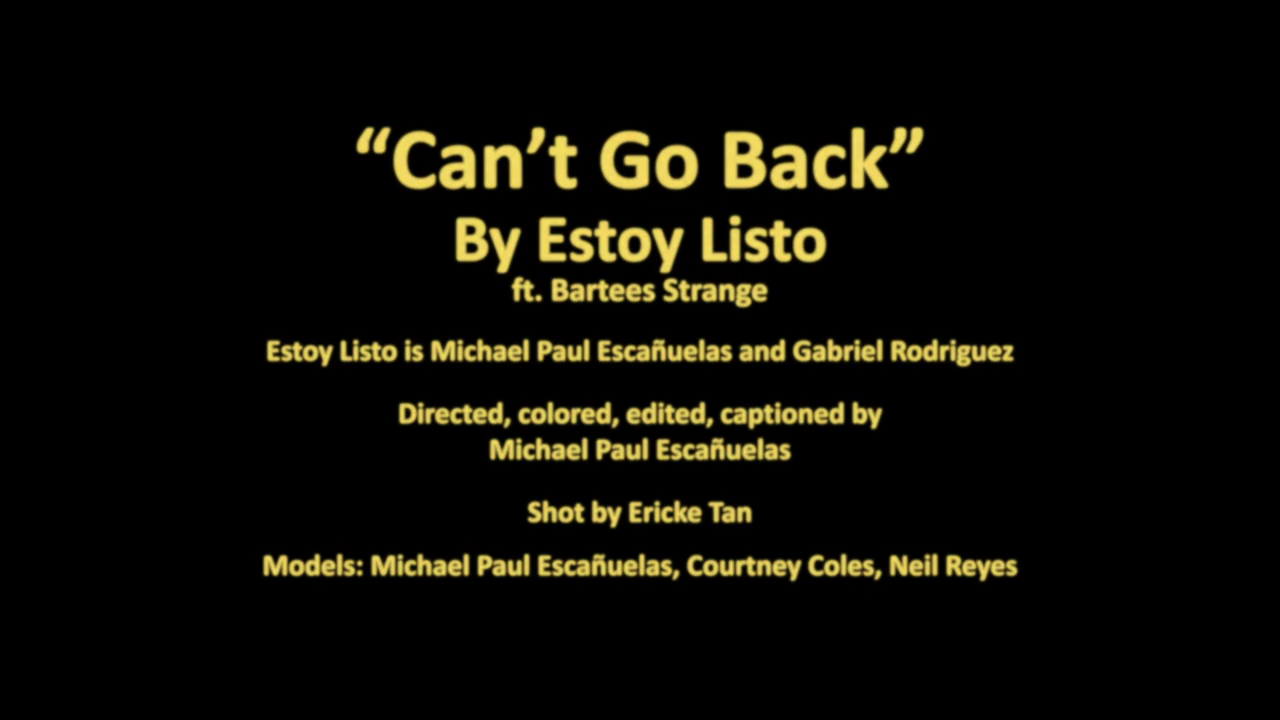 “Can’t Go Back”
By Estoy Listo
ft. Bartees Strange
Estoy Listo is Michael Paul Escañuelas and Gabriel Rodriguez
Directed, colored, edited, captioned by
Michael Paul Escañuelas
Shot by Ericke Tan
Models: Michael Paul Escañuelas, Courtney Coles, Neil Reyes